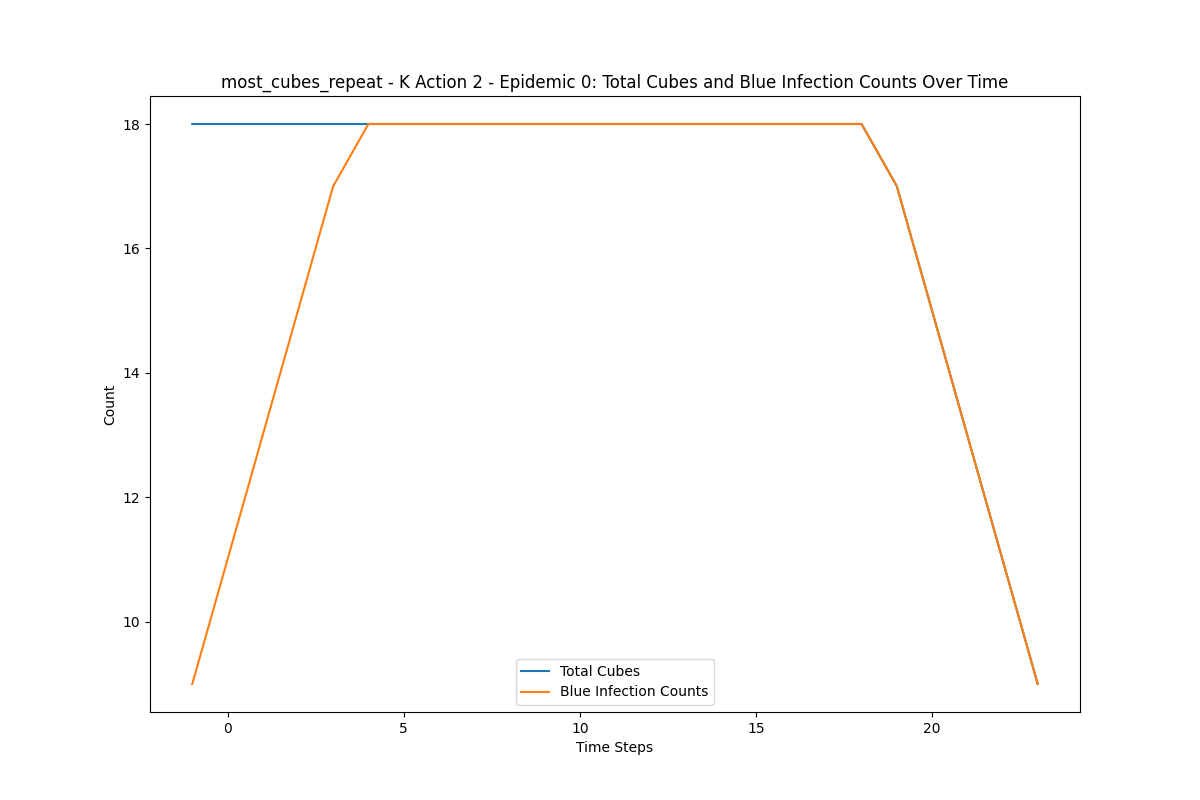 most_cubes_repeat - K Action 2 - Epidemic 0: Total Cubes and Blue Infection Counts Over Time
18
16
14
12
10
Count
Total Cubes
Blue Infection Counts
0 5 10 15 20
Time Steps